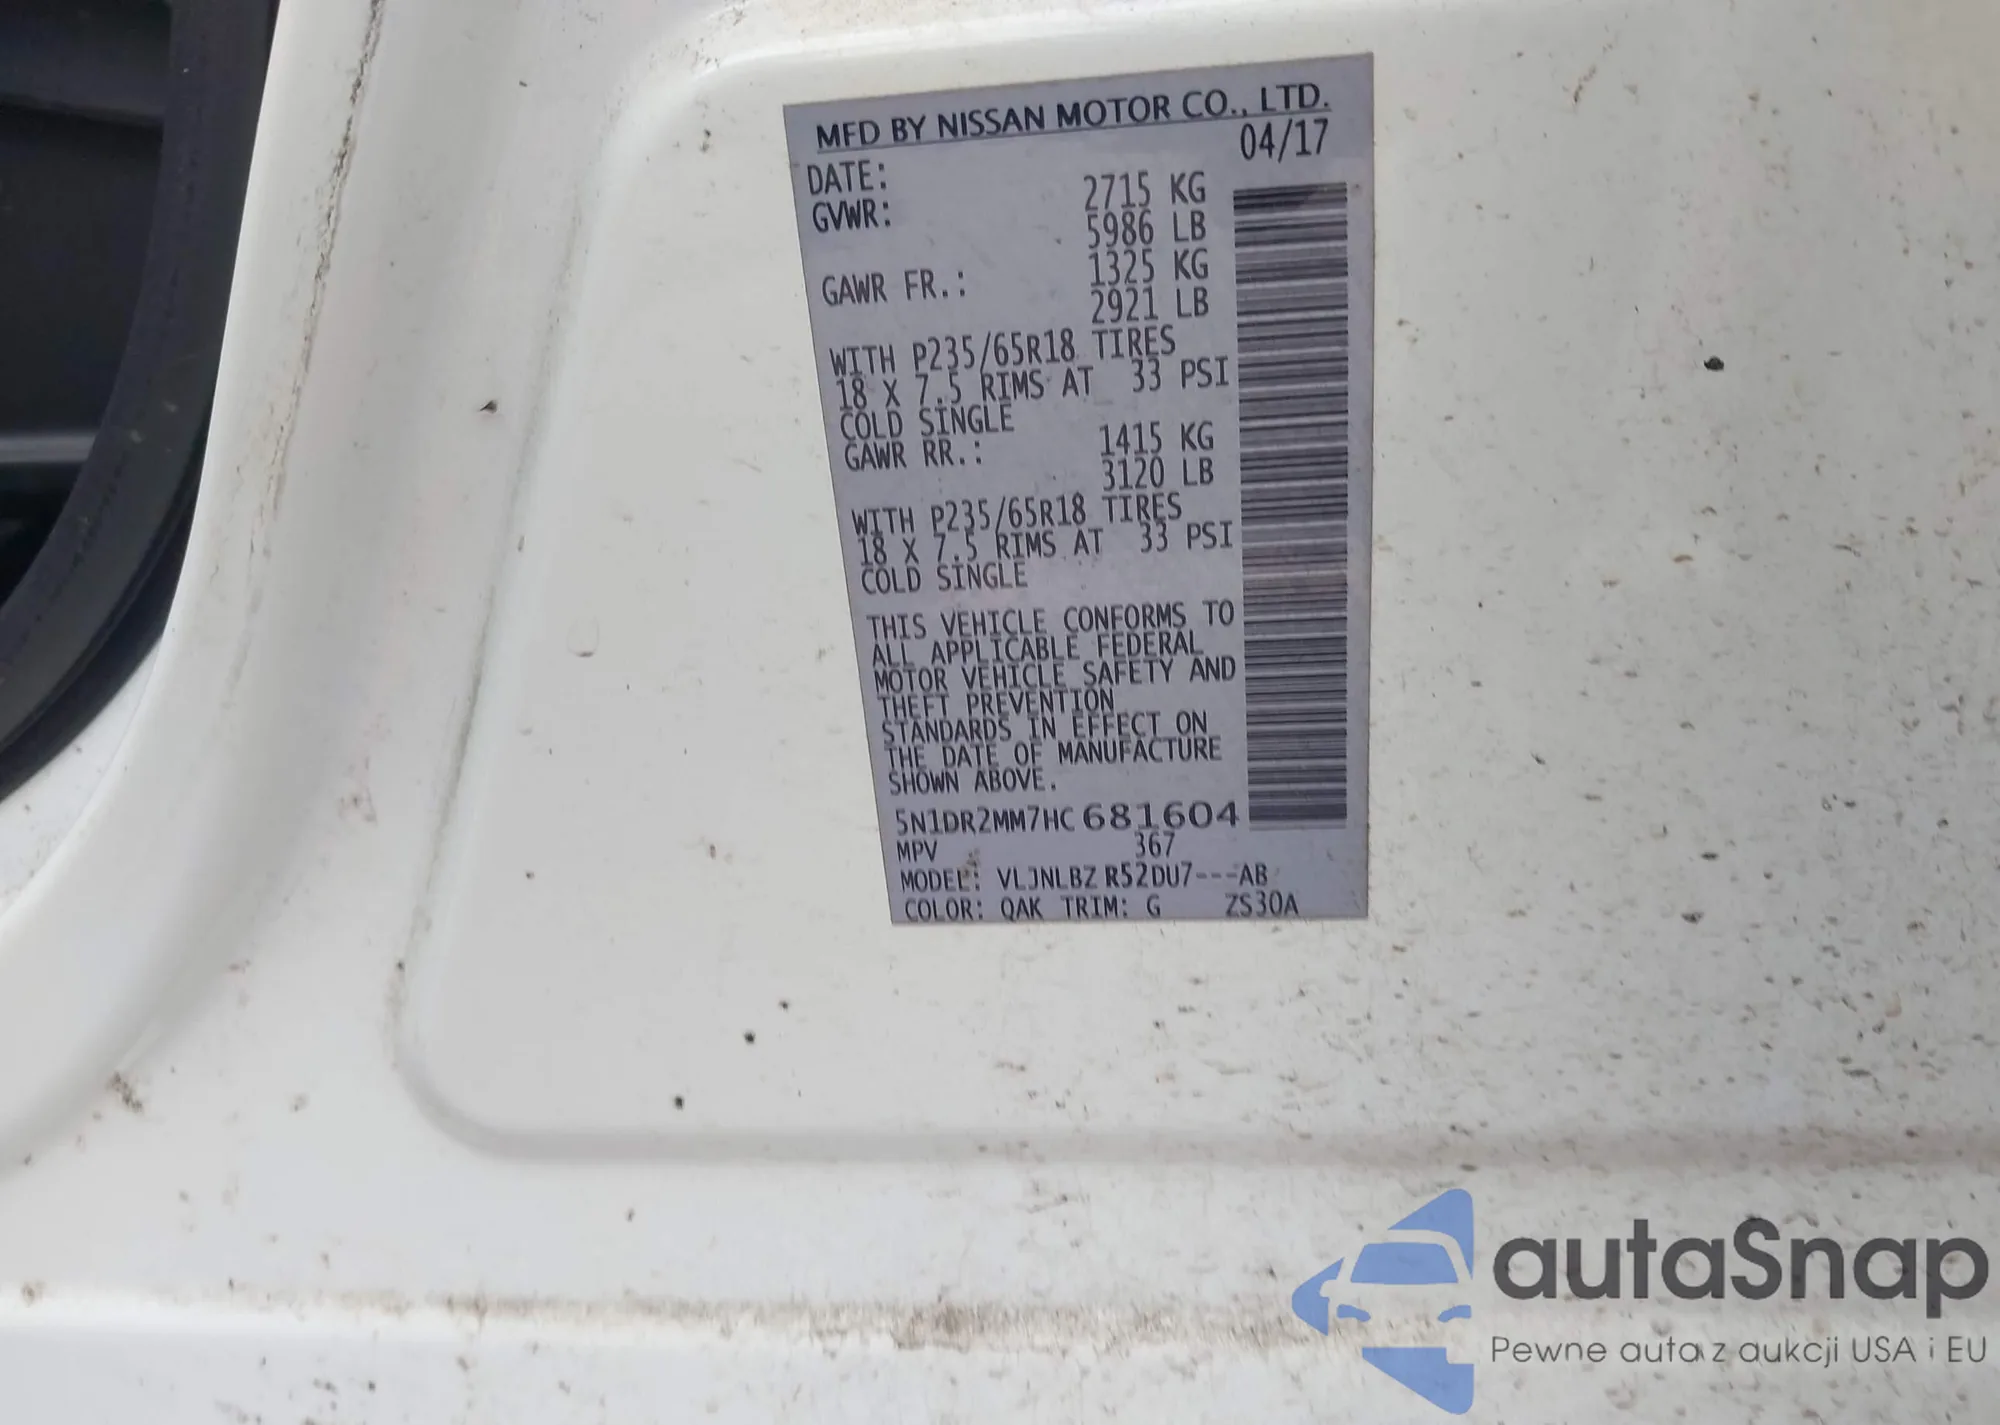 MFD BY NISSAN MOTOR CO., LTD.
DATE: 04/17
GVWR: 2715 KG
5986 LB
GAWR FR.: 1325 KG
2921 LB
WITH P235/65R18 TIRES
18 X 7.5 RIMS AT 33 PSI
COLD SINGLE
GAWR RR.: 1415 KG
3120 LB
WITH P235/65R18 TIRES
18 X 7.5 RIMS AT 33 PSI
COLD SINGLE
THIS VEHICLE CONFORMS TO
ALL APPLICABLE FEDERAL
MOTOR VEHICLE SAFETY AND
THEFT PREVENTION
STANDARDS IN EFFECT ON
THE DATE OF MANUFACTURE
SHOWN ABOVE.
5N1DR2MM7HC681604
MPV 367
MODEL: VLJNLBZ R52DU7---AB
COLOR: QAK TRIM: G ZS30A
autaSnap
Pewne auta z aukcji USA i EU